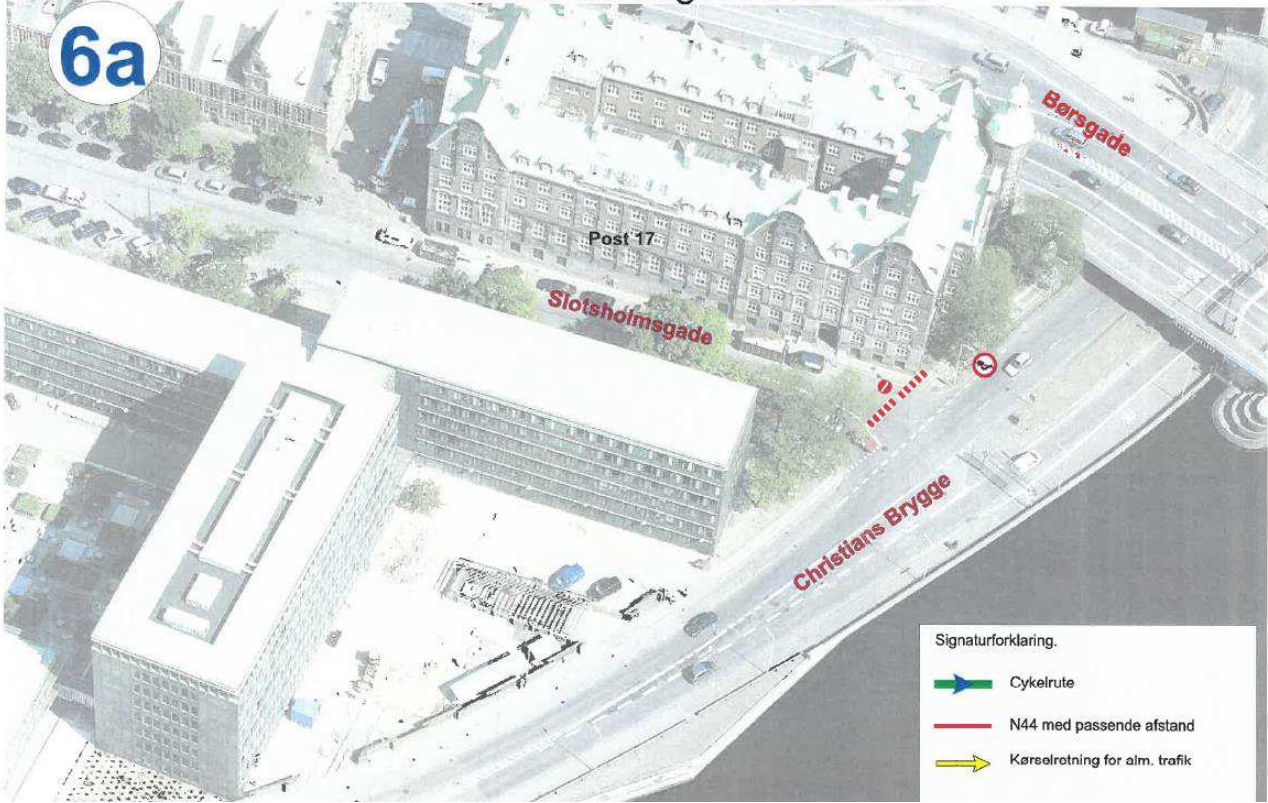 6a
Børsgade
Post 17
Slotsholmsgade
Christians Brygge
Signaturforklaring.
Cykelrute
N44 med passende afstand
Kørselretning for alm. trafik